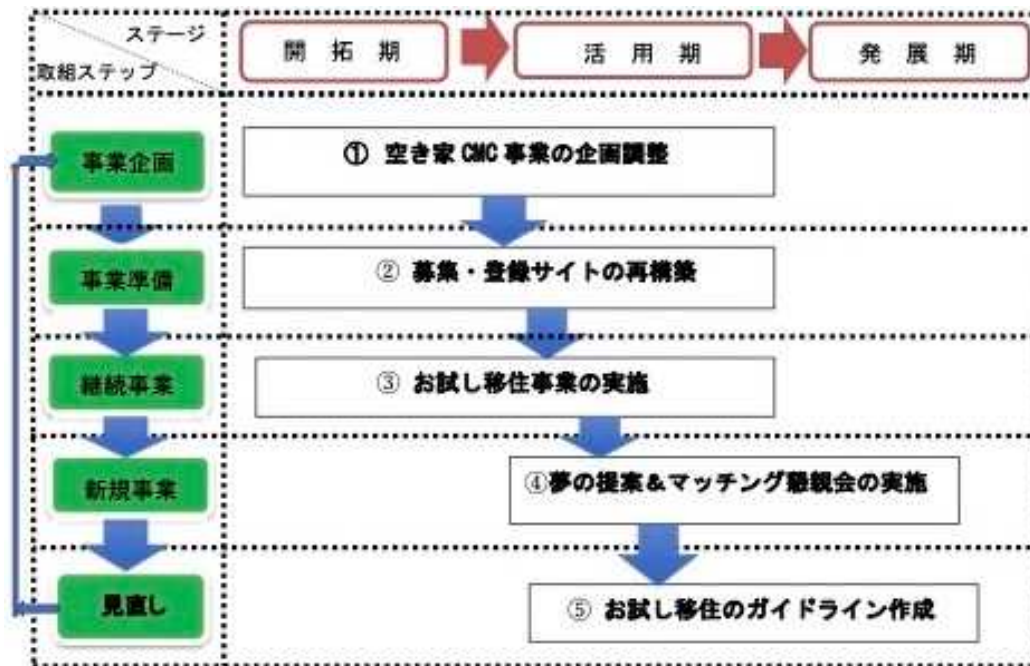 ステージ
取組ステップ
開拓期
活用期
発展期
事業企画
① 空き家 CMC 事業の企画調整
事業準備
② 募集・登録サイトの再構築
継続事業
③ お試し移住事業の実施
新規事業
④夢の提案＆マッチング懇親会の実施
見直し
⑤ お試し移住のガイドライン作成